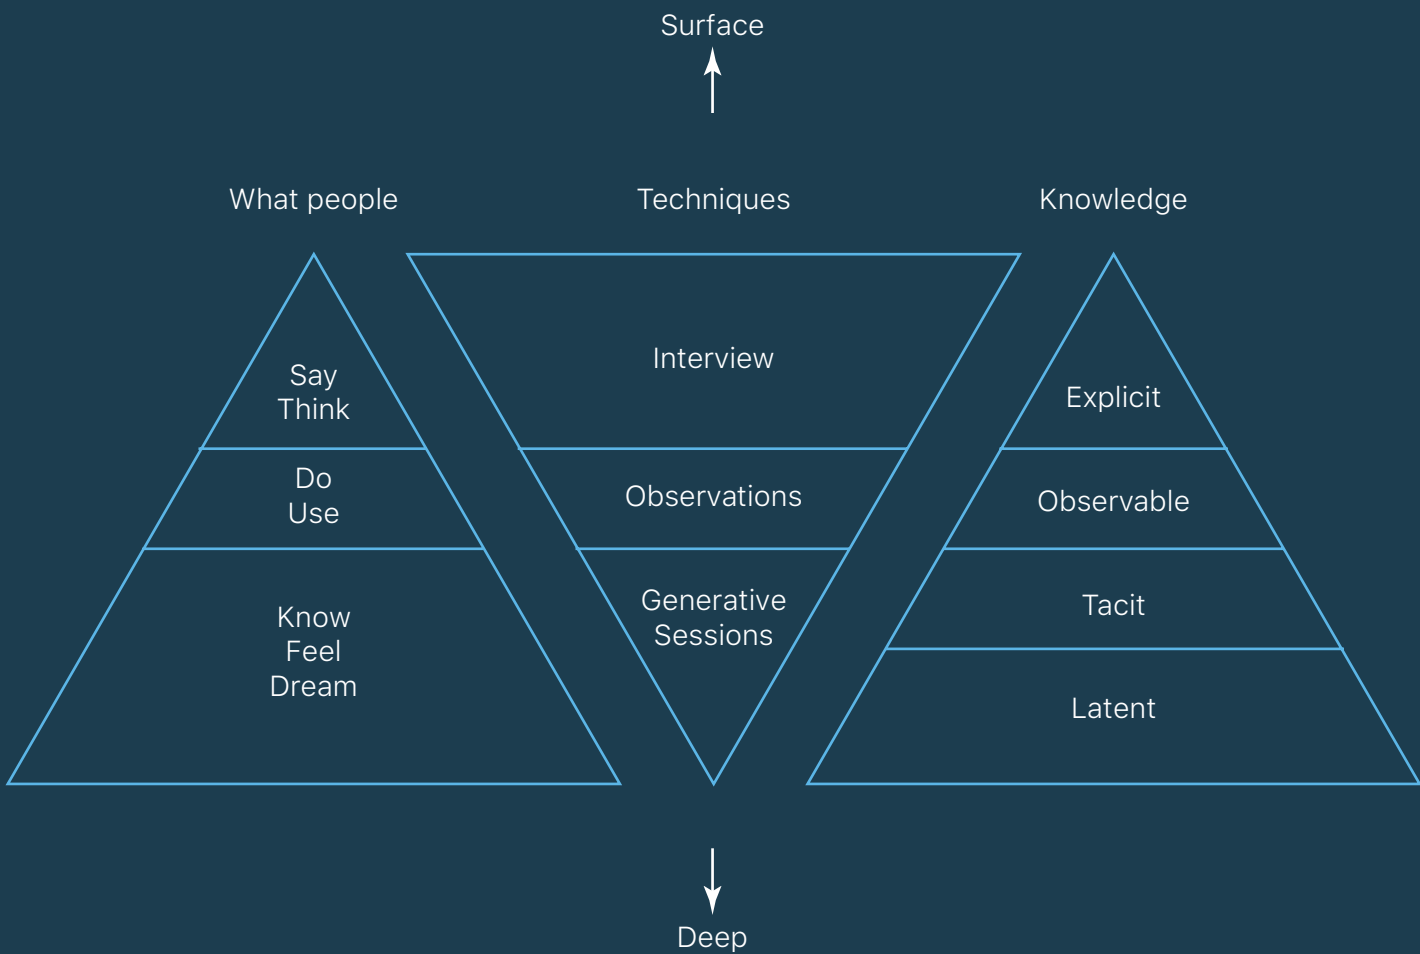 Surface
What people
Techniques
Knowledge
Say
Think
Do
Use
Know
Feel
Dream
Interview
Observations
Generative
Sessions
Explicit
Observable
Tacit
Latent
Deep